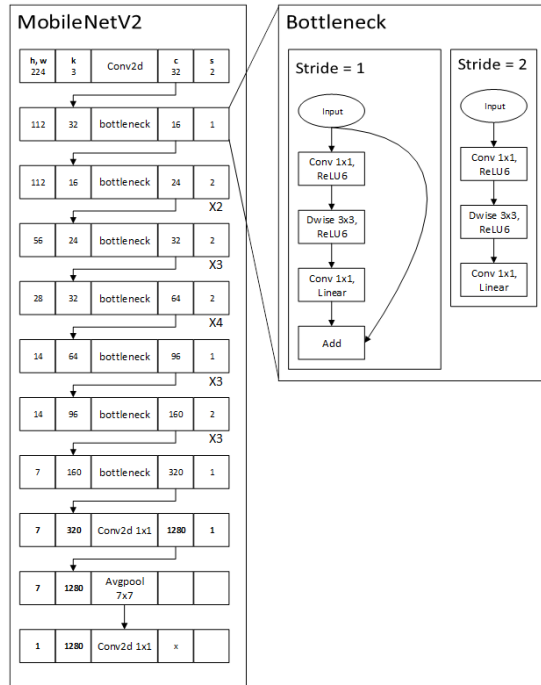 MobileNetV2
h, w k Conv2d c s
224 3 32 2
112 32 bottleneck 16 1
112 16 bottleneck 24 2
X2
56 24 bottleneck 32 2
X3
28 32 bottleneck 64 2
X4
14 64 bottleneck 96 1
X3
14 96 bottleneck 160 2
X3
7 160 bottleneck 320 1
7 320 Conv2d 1x1 1280 1
7 1280 Avgpool
7x7
1 1280 Conv2d 1x1 x
Bottleneck
Stride = 1
Input
Conv 1x1,
ReLU6
Dwise 3x3,
ReLU6
Conv 1x1,
Linear
Add
Stride = 2
Input
Conv 1x1,
ReLU6
Dwise 3x3,
ReLU6
Conv 1x1,
Linear